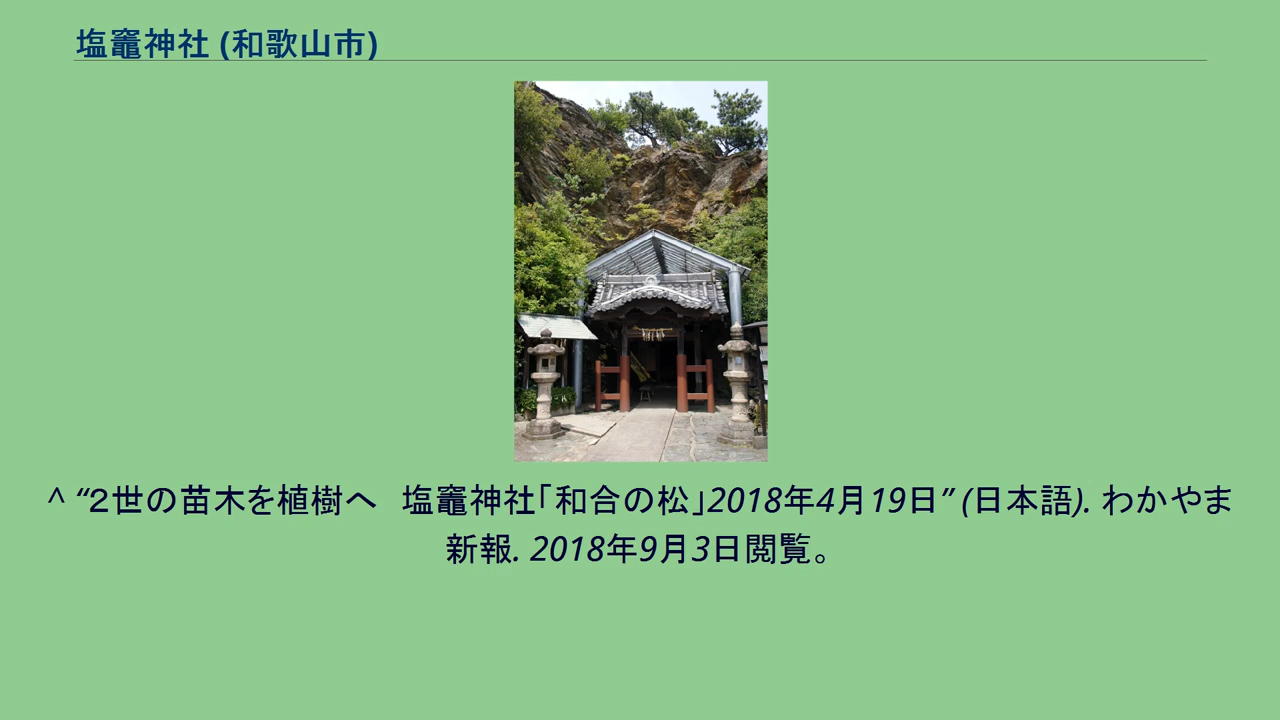 塩竈神社 (和歌山市)
^ “２世の苗木を植樹へ　塩竈神社「和合の松」2018年4月19日” (日本語). わかやま
新報. 2018年9月3日閲覧。